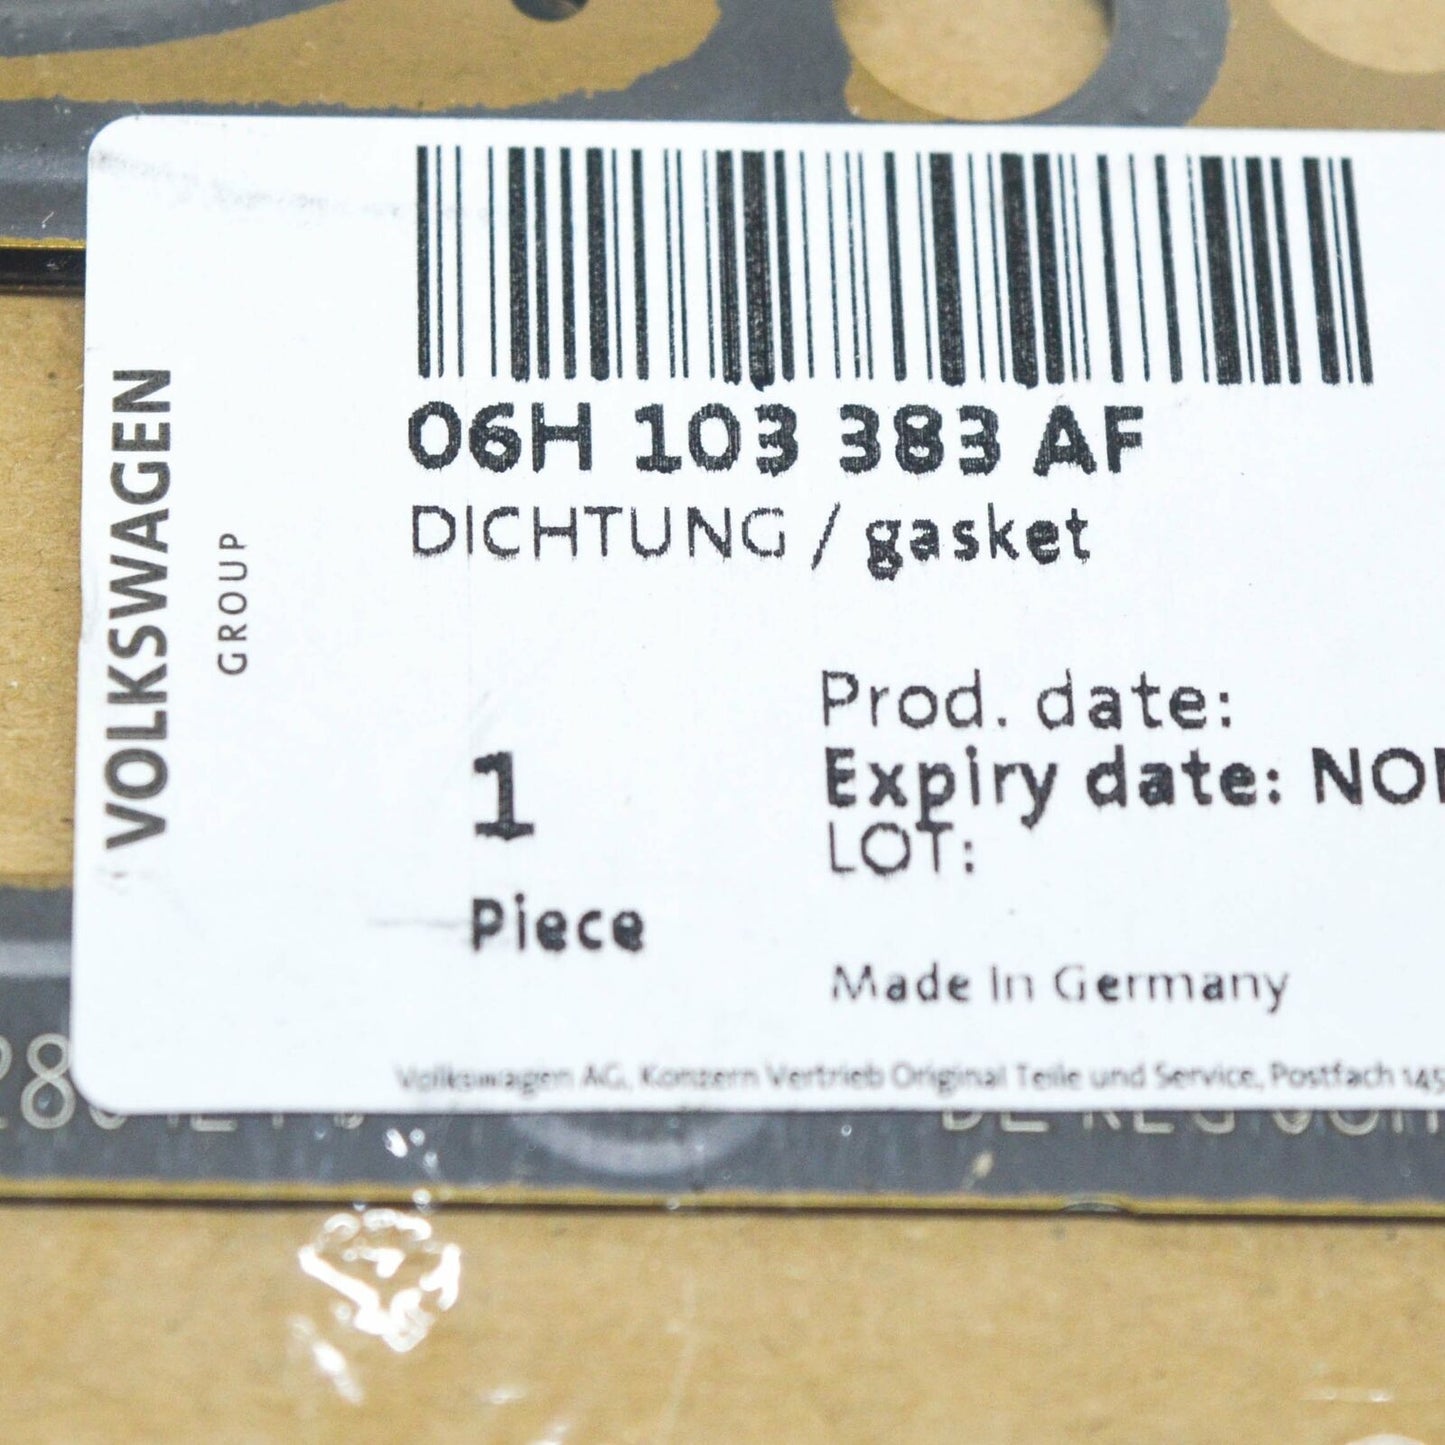 VOLKSWAGEN
GROUP
06H 103 383 AF
DICHTUNG / gasket
Prod. date:
1
Expiry date:
LOT:
Piece
Made In Germany
Volkswagen AG, Konzern Vertrieb Original Teile und Service, Postfach